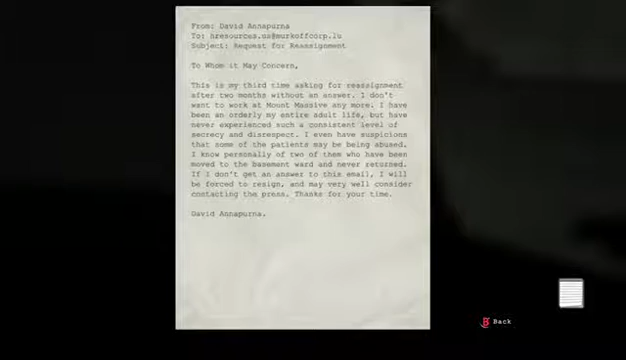 From: David Annapurna
To: hresources.us@murkoffcorp.lu
Subject: Request for Reassignment
To Whom it May Concern,
This is my third time asking for reassignment
after two months without an answer. I don't
want to work at Mount Massive any more. I have
been an orderly my entire adult life, but have
never experienced such a consistent level of
secrecy and disrespect. I even have suspicions
that some of the patients may be being abused.
I know personally of two of them who have been
moved to the basement ward and never returned.
If I don't get an answer to this email, I will
be forced to resign, and may very well consider
contacting the press. Thanks for your time.
David Annapurna.
Back